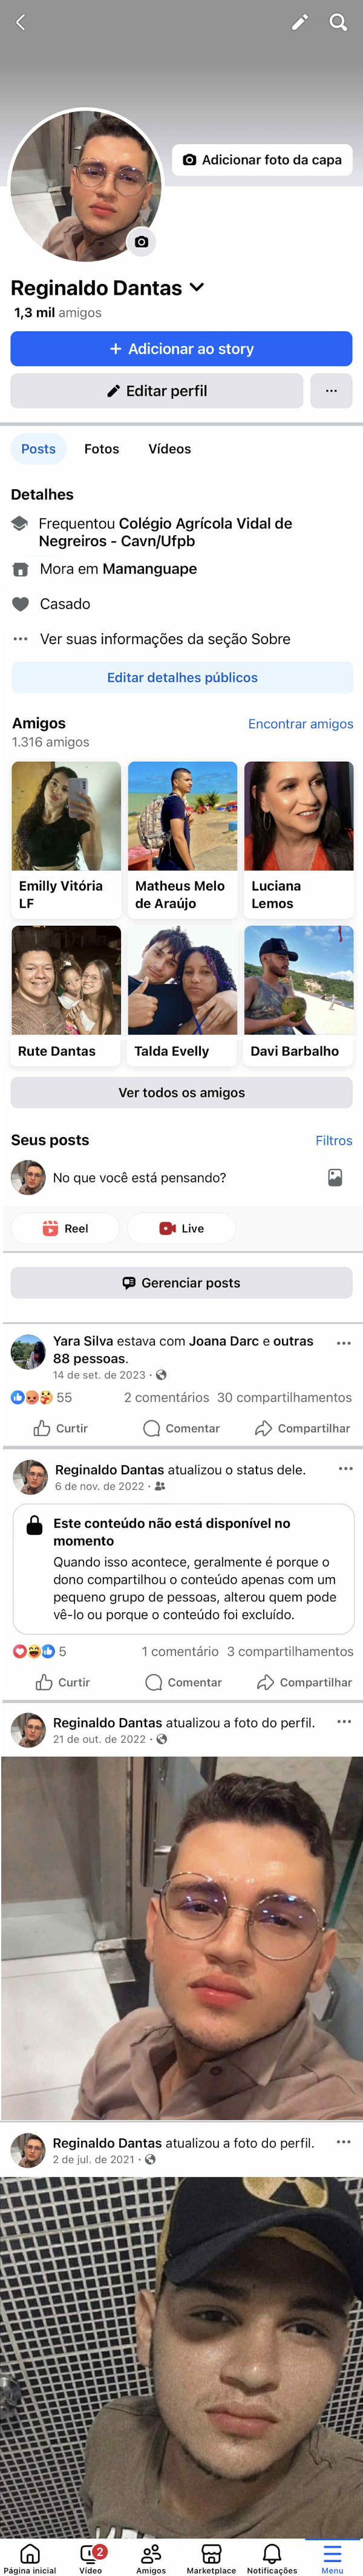 Adicionar foto da capa
Reginaldo Dantas
1,3 mil amigos
+ Adicionar ao story
Editar perfil
Posts Fotos Vídeos
Detalhes
Frequentou Colégio Agrícola Vidal de
Negreiros - Cavn/Ufpb
Mora em Mamanguape
Casado
Ver suas informações da seção Sobre
Editar detalhes públicos
Amigos Encontrar amigos
1.316 amigos
Emilly Vitória Matheus Melo Luciana
LF de Araújo Lemos
Rute Dantas Talda Evelly Davi Barbalho
Ver todos os amigos
Seus posts Filtros
No que você está pensando?
Reel Live
Gerenciar posts
Yara Silva estava com Joana Darc e outras
88 pessoas.
14 de set. de 2023 ·
55 2 comentários 30 compartilhamentos
Curtir Comentar Compartilhar
Reginaldo Dantas atualizou o status dele.
6 de nov. de 2022 ·
Este conteúdo não está disponível no
momento
Quando isso acontece, geralmente é porque o
dono compartilhou o conteúdo apenas com um
pequeno grupo de pessoas, alterou quem pode
vê-lo ou porque o conteúdo foi excluído.
5 1 comentário 3 compartilhamentos
Curtir Comentar Compartilhar
Reginaldo Dantas atualizou a foto do perfil.
21 de out. de 2022 ·
Reginaldo Dantas atualizou a foto do perfil.
2 de jul. de 2021 ·
2
Página inicial Vídeo Amigos Marketplace Notificações Menu